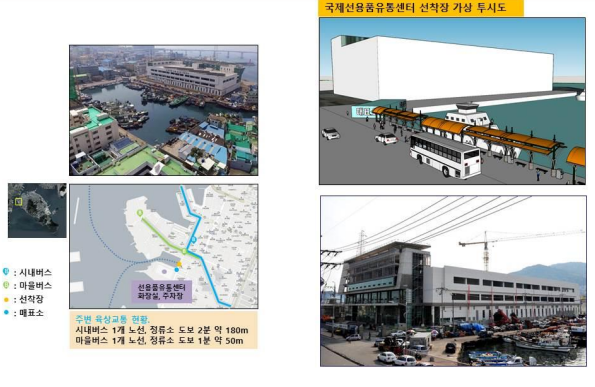 국제선용품유통센터 선착장 가상 투시도
: 시내버스
: 마을버스
: 선착장
: 매표소
선용품유통센터
화장실, 주차장
주변 육상교통 현황.
시내버스 1개 노선, 정류소 도보 2분 약 180m
마을버스 1개 노선, 정류소 도보 1분 약 50m